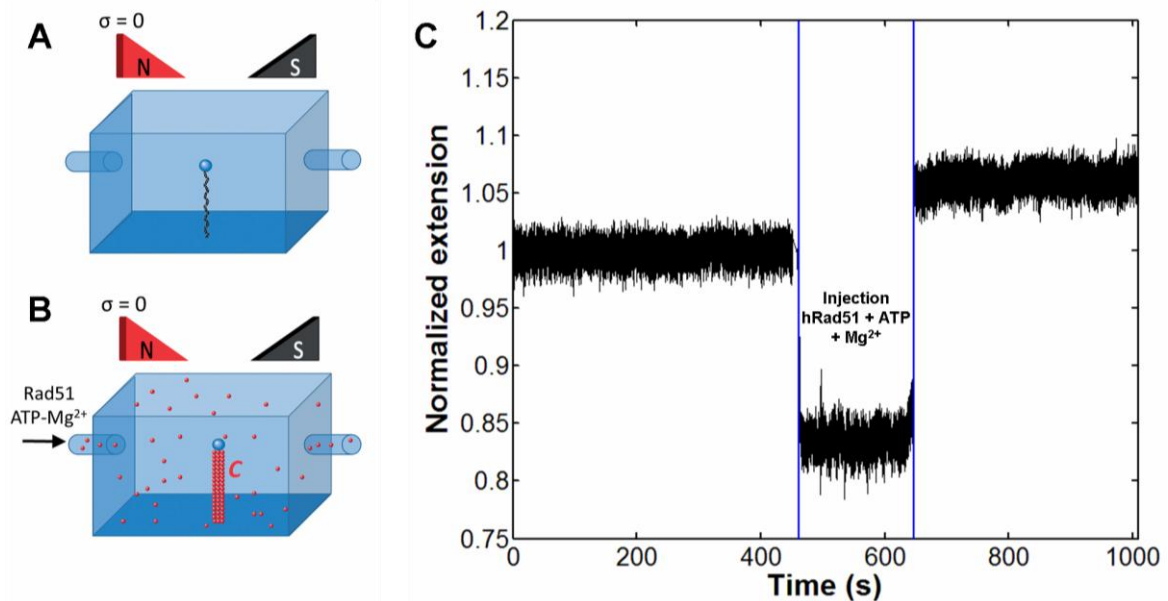 A
σ = 0
N
S
B
σ = 0
N
S
Rad51
ATP-Mg²⁺
C
C
Normalized extension
1.2
1.15
1.1
1.05
1
0.95
0.9
0.85
0.8
0.75
Injection
hRad51 + ATP
+ Mg²⁺
0
200
400
600
800
1000
Time (s)